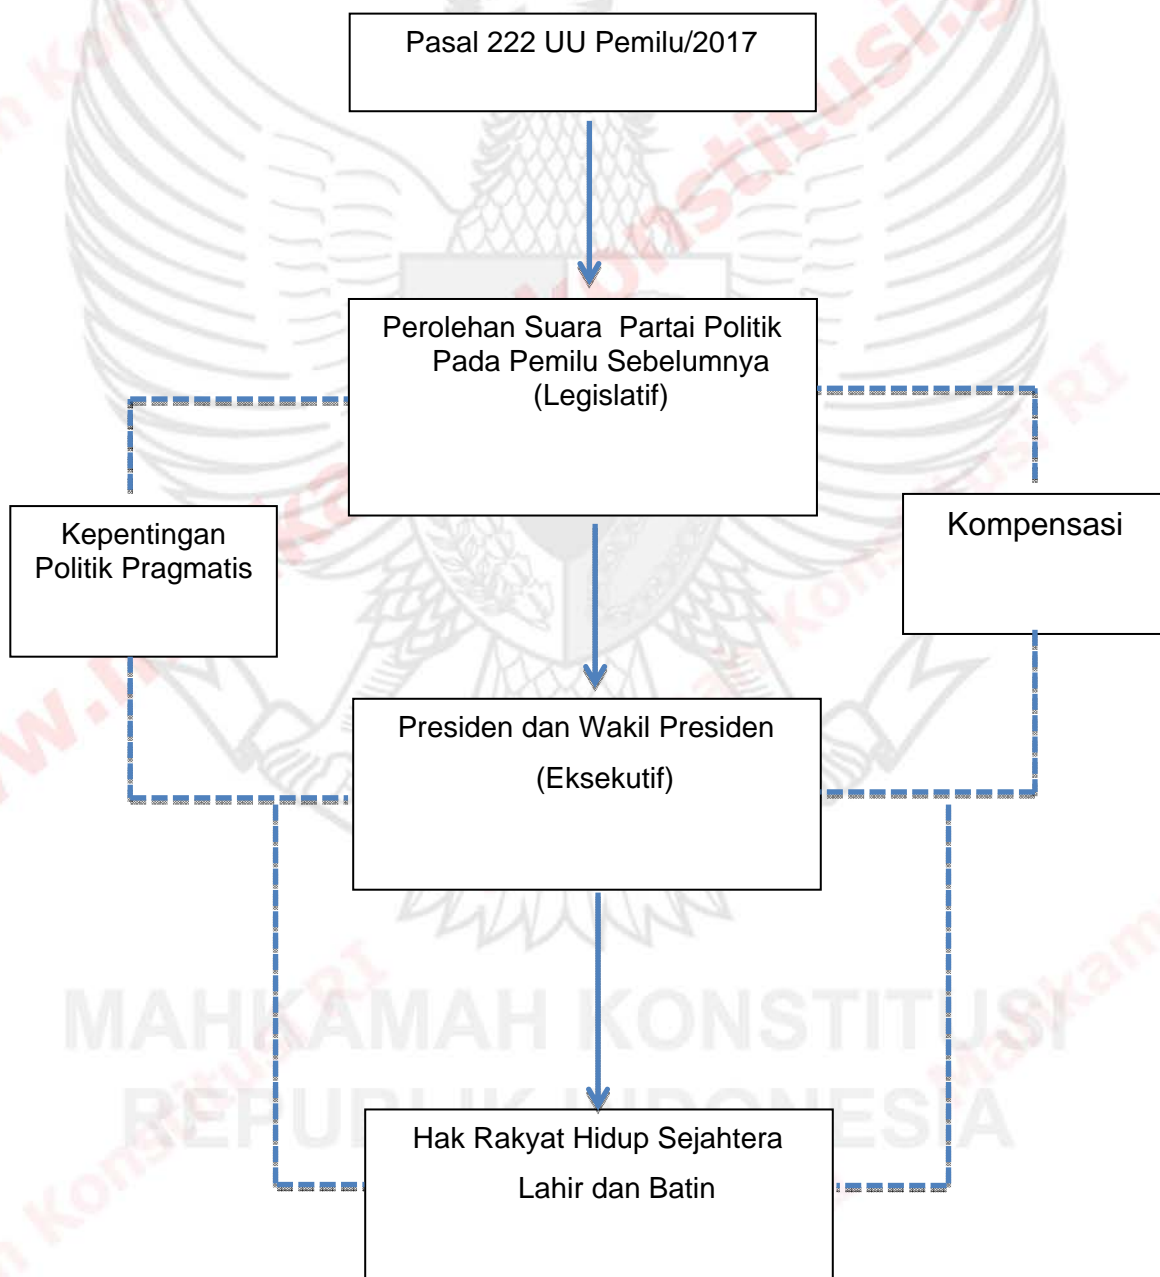 Pasal 222 UU Pemilu/2017
Perolehan Suara Partai Politik
Pada Pemilu Sebelumnya
(Legislatif)
Kepentingan
Politik Pragmatis
Kompensasi
Presiden dan Wakil Presiden
(Eksekutif)
MAHKAMAH KONSTITUSI
REPUBLIK INDONESIA
Hak Rakyat Hidup Sejahtera
Lahir dan Batin